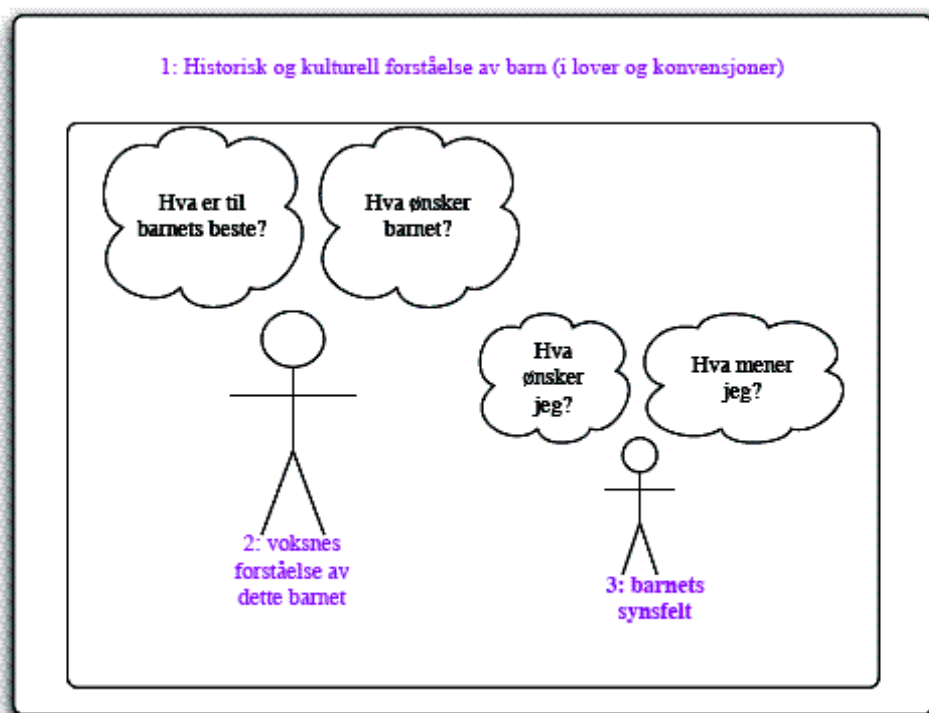 1: Historisk og kulturell forståelse av barn (i lover og konvensjoner)
Hva er til
barnets beste?
Hva ønsker
barnet?
Hva
ønsker
jeg?
Hva mener
jeg?
2: voksnes
forståelse av
dette barnet
3: barnets
synsfelt